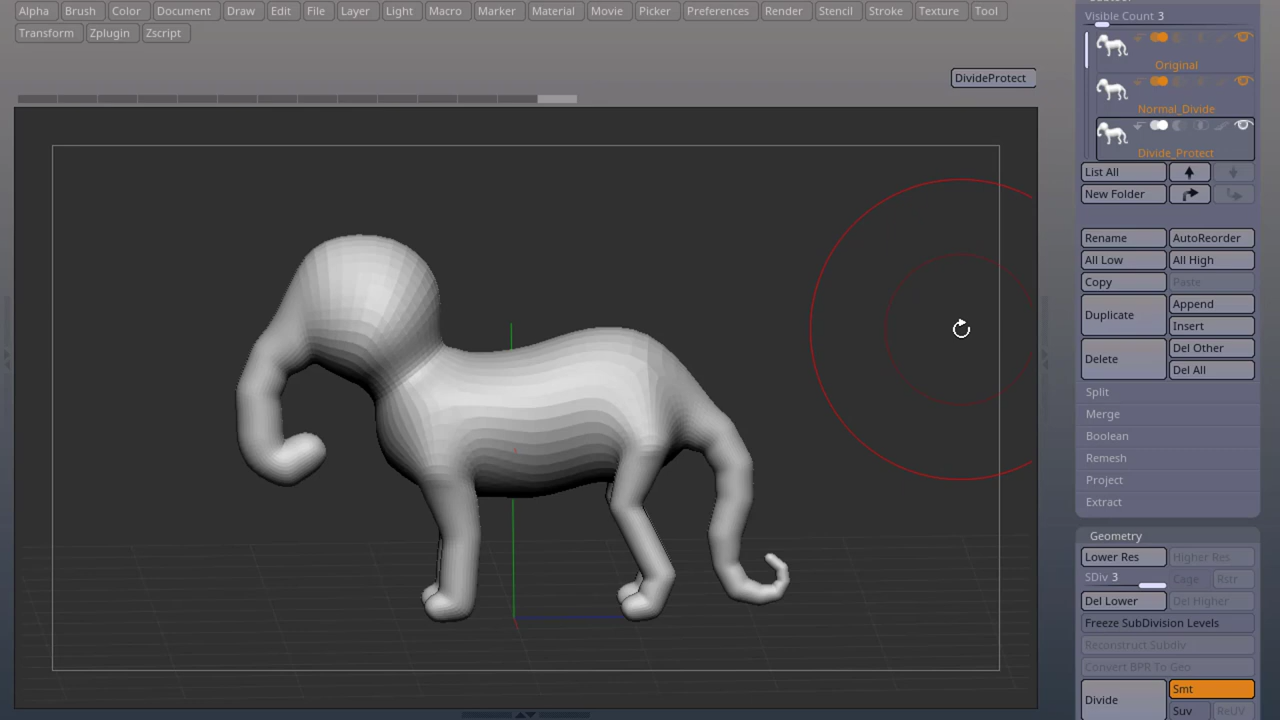 Alpha Brush Color Document Draw Edit File Layer Light Macro Marker Material Movie Picker Preferences Render Stencil Stroke Texture Tool
Transform Zplugin Zscript
DivideProtect
Visible Count 3
Original
Normal_Divide
Divide_Protect
List All
New Folder
Rename AutoReorder
All Low All High
Copy Paste
Duplicate Append
Insert
Delete Del Other
Del All
Split
Merge
Boolean
Remesh
Project
Extract
Geometry
Lower Res Higher Res
SDiv 3 Cage Rstr
Del Lower Del Higher
Freeze SubDivision Levels
Reconstruct Subdiv
Convert BPR To Geo
Divide Smt
Suv ReUV